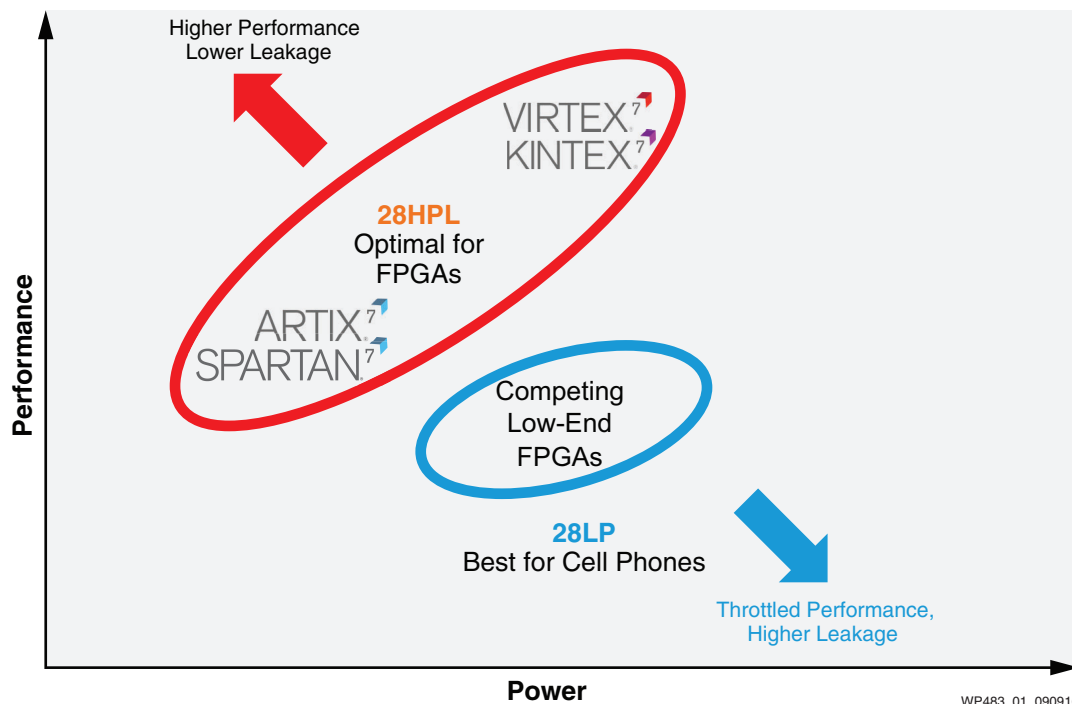 Higher Performance
Lower Leakage
VIRTEX® 7
KINTEX® 7
28HPL
Optimal for
FPGAs
ARTIX® 7
SPARTAN® 7
Competing
Low-End
FPGAs
28LP
Best for Cell Phones
Throttled Performance,
Higher Leakage
Performance
Power
WP483_01_09091